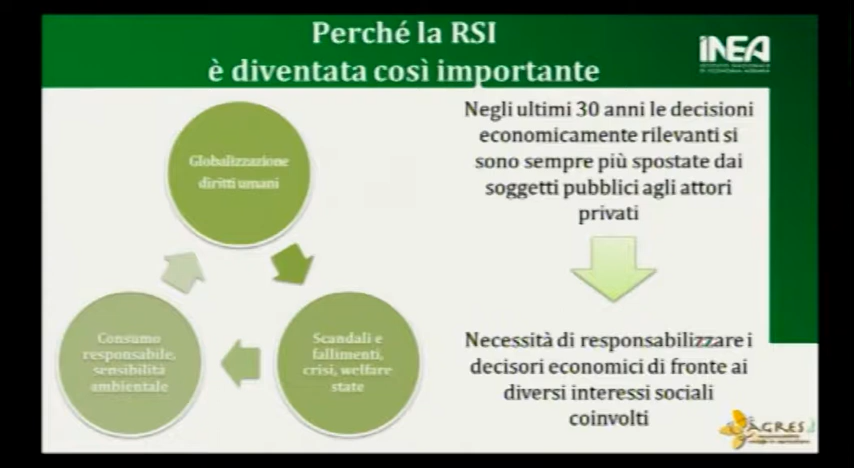 Perché la RSI
è diventata così importante
INEA
Globalizzazione
diritti umani
Scandali e
fallimenti,
crisi, welfare
state
Consumo
responsabile,
sensibilità
ambientale
Negli ultimi 30 anni le decisioni
economicamente rilevanti si
sono sempre più spostate dai
soggetti pubblici agli attori
privati
Necessità di responsabilizzare i
decisori economici di fronte ai
diversi interessi sociali
coinvolti
AGRES